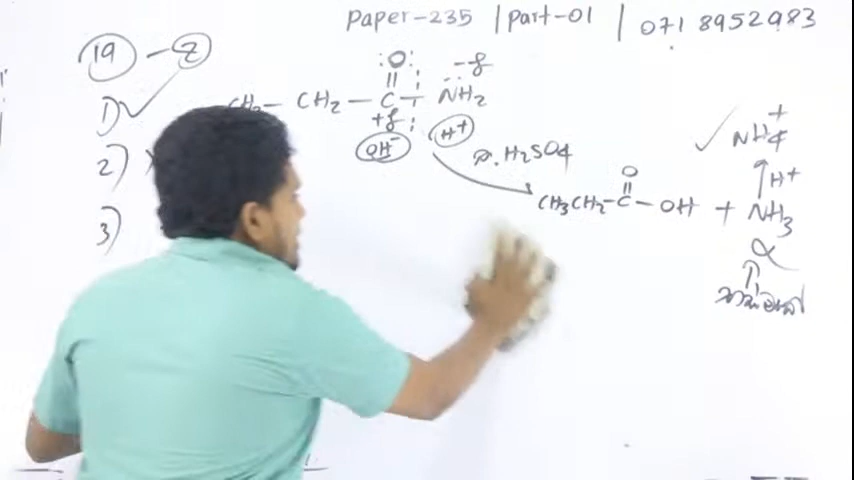 Paper-235 | Part-01 | 071 8952983
19 - 2
1) ✓
2)
3)
:O: -δ
CH₂ - CH₂ - C - NH₂
+δ
OH⁻ H⁺
H₂SO₄
O
CH₃CH₂-C-OH + NH₃
↑H⁺
✓ NH₄⁺